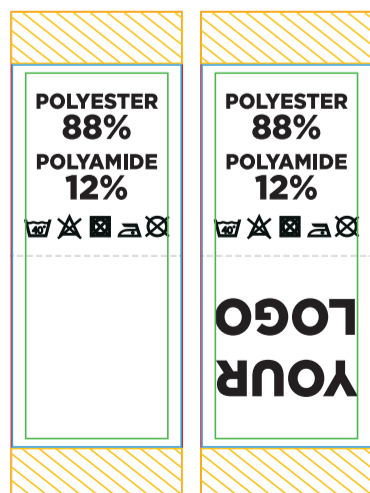 POLYESTER
88%
POLYAMIDE
12%
40°
POLYESTER
88%
POLYAMIDE
12%
40°
YOUR
LOGO